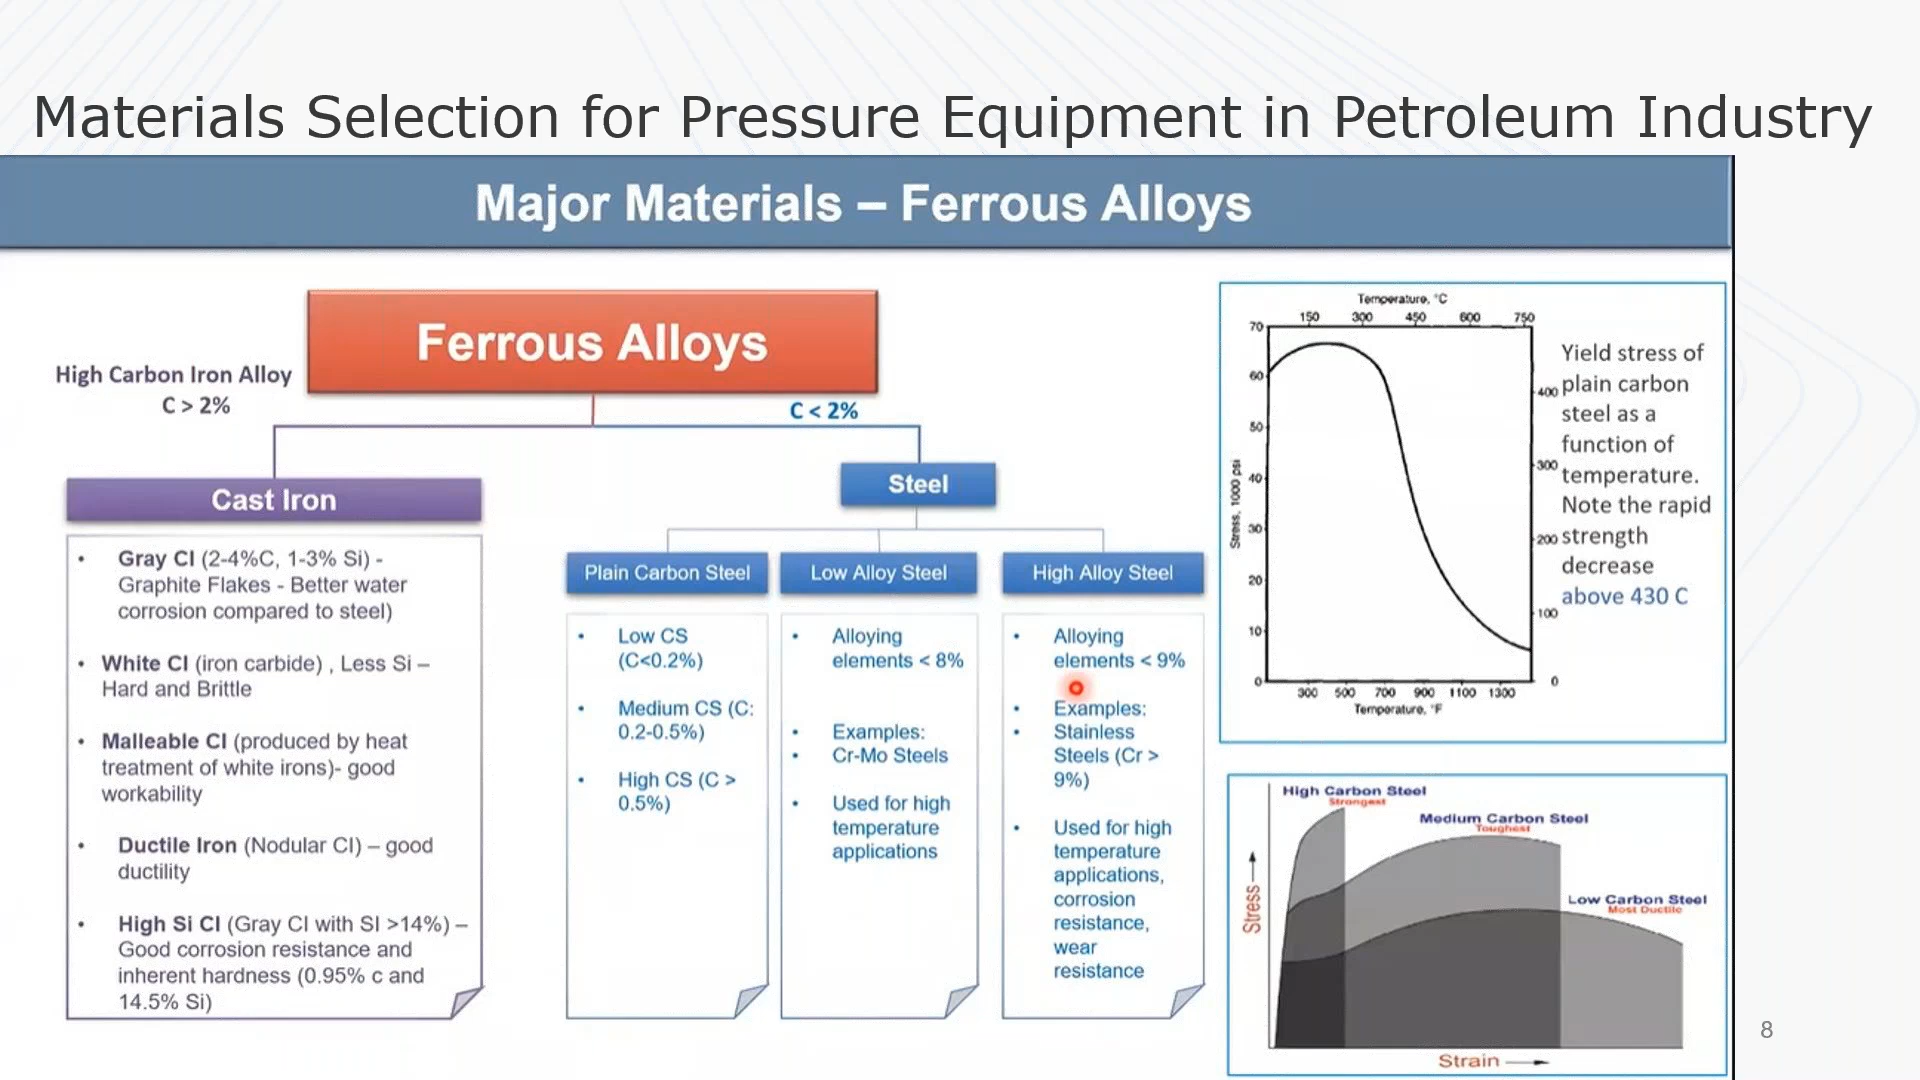 Materials Selection for Pressure Equipment in Petroleum Industry
Major Materials – Ferrous Alloys
Ferrous Alloys
High Carbon Iron Alloy
C > 2%
C < 2%
Cast Iron
• Gray CI (2-4%C, 1-3% Si) -
Graphite Flakes - Better water
corrosion compared to steel)
• White CI (iron carbide) , Less Si –
Hard and Brittle
• Malleable CI (produced by heat
treatment of white irons)- good
workability
• Ductile Iron (Nodular CI) – good
ductility
• High Si CI (Gray CI with SI >14%) –
Good corrosion resistance and
inherent hardness (0.95% c and
14.5% Si)
Steel
Plain Carbon Steel
• Low CS
(C<0.2%)
• Medium CS (C:
0.2-0.5%)
• High CS (C >
0.5%)
Low Alloy Steel
• Alloying
elements < 8%
• Examples:
• Cr-Mo Steels
• Used for high
temperature
applications
High Alloy Steel
• Alloying
elements < 9%
• Examples:
• Stainless
Steels (Cr >
9%)
• Used for high
temperature
applications,
corrosion
resistance,
wear
resistance
Temperature, °C
150 300 450 600 750
70
60
50
40
30
20
10
0
Stress, 1000 psi
400
300
200
100
0
300 500 700 900 1100 1300
Temperature, °F
Yield stress of
plain carbon
steel as a
function of
temperature.
Note the rapid
strength
decrease
above 430 C
High Carbon Steel
Strongest
Medium Carbon Steel
Toughest
Low Carbon Steel
Most Ductile
Stress
Strain
8